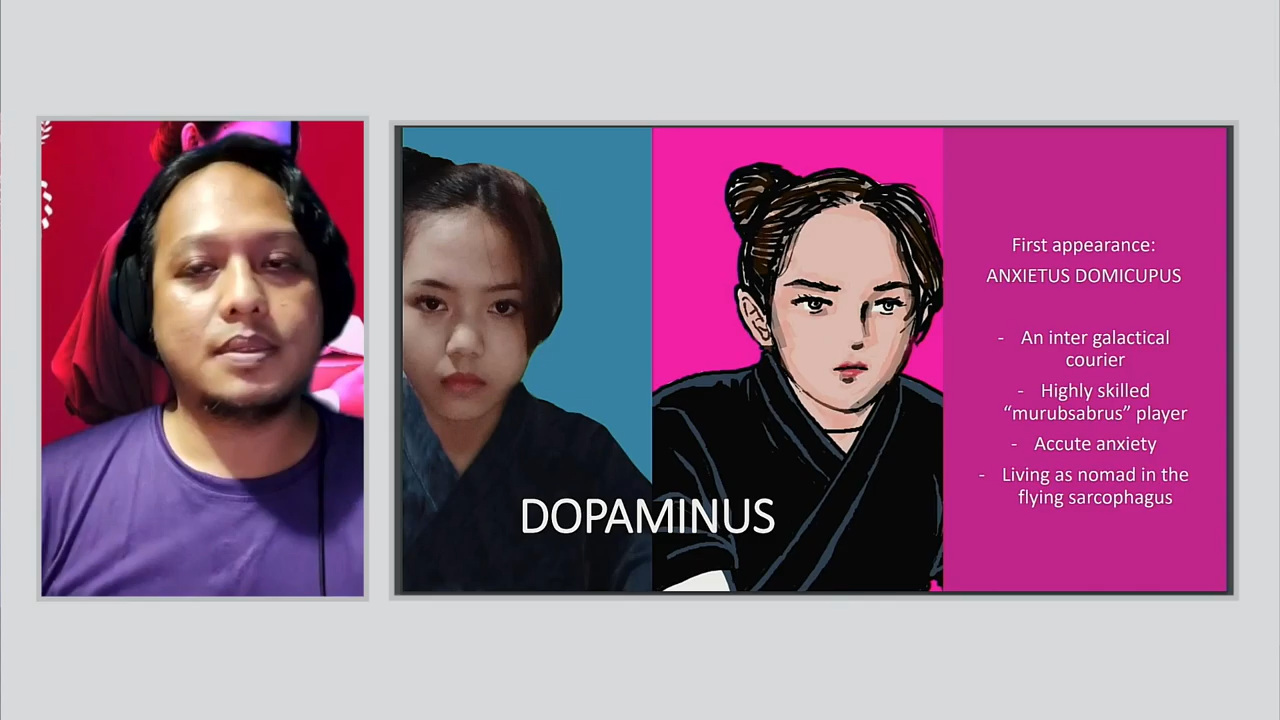 DOPAMINUS
First appearance:
ANXIETUS DOMICUPUS
- An inter galactical
courier
- Highly skilled
“murubsabrus” player
- Accute anxiety
- Living as nomad in the
flying sarcophagus